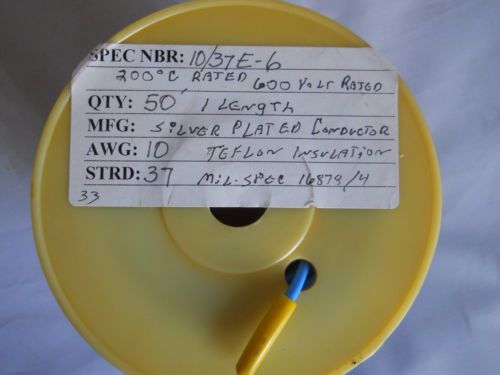 SPEC NBR: 10/37E-6
200°C RATED 600 VOLT RATED
QTY: 50' 1 LENGTH
MFG: SILVER PLATED CONDUCTOR
AWG: 10 TEFLON INSULATION
STRD: 37 MIL-SPEC 16878/4
33